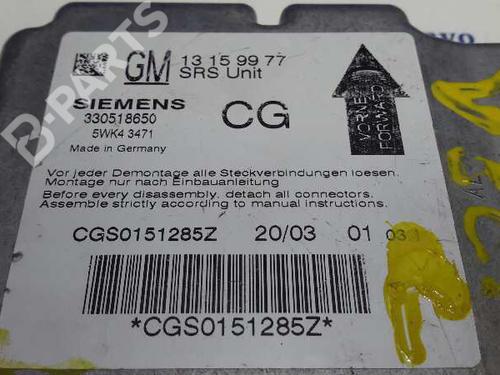 GM 13 15 99 77
SRS Unit
SIEMENS CG
330518650
5WK4 3471
Made in Germany
VORNE
FORWARD
Vor jeder Demontage alle Steckverbindungen loesen.
Montage nur nach Einbauanleitung
Before every disassembly, detach all connectors.
Assemble strictly according to manual instructions.
CGS0151285Z 20/03 01
*CGS0151285Z*
B-PARTS